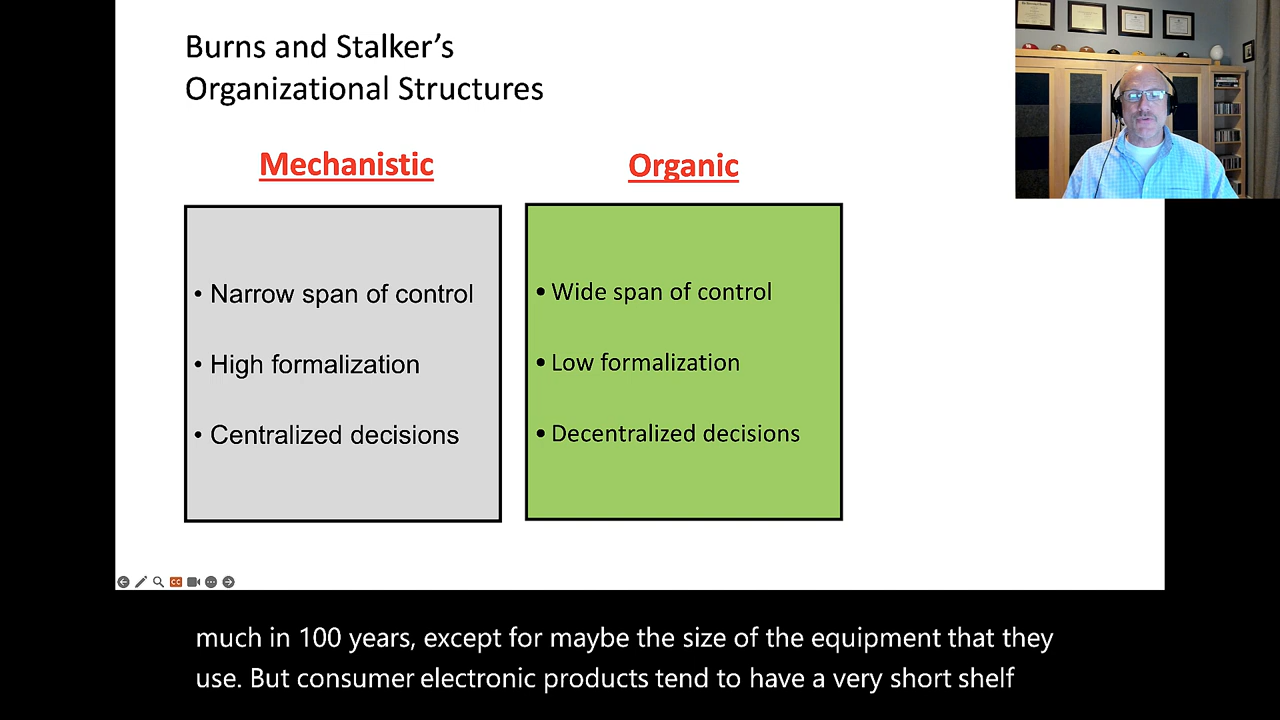 Burns and Stalker’s
Organizational Structures
Mechanistic
Organic
• Narrow span of control
• High formalization
• Centralized decisions
• Wide span of control
• Low formalization
• Decentralized decisions
CC
much in 100 years, except for maybe the size of the equipment that they
use. But consumer electronic products tend to have a very short shelf